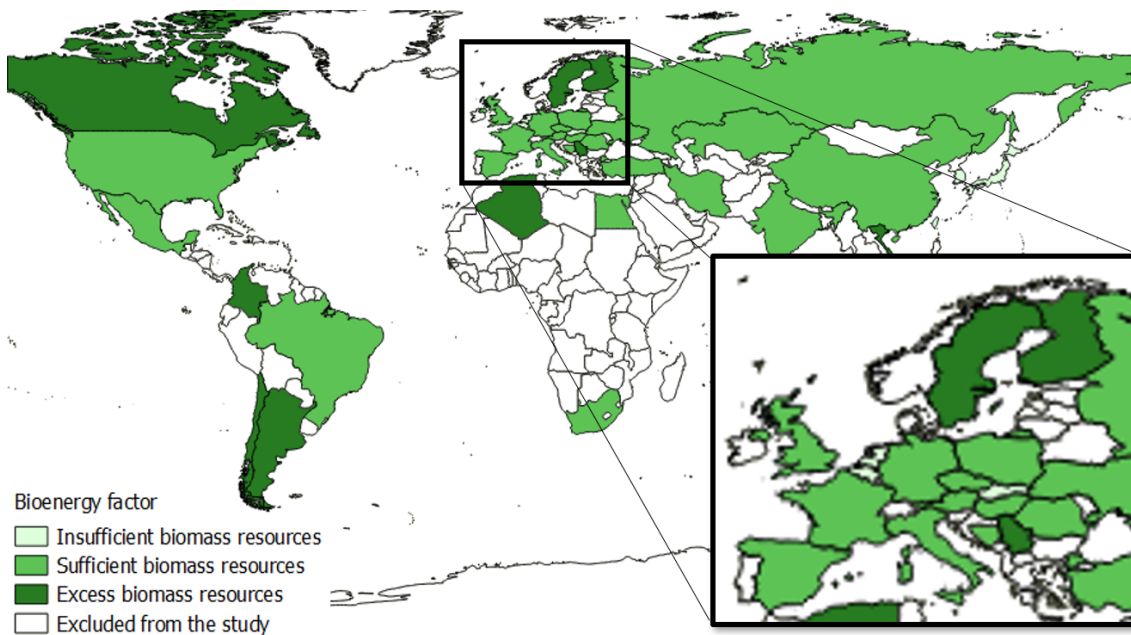 Bioenergy factor
Insufficient biomass resources
Sufficient biomass resources
Excess biomass resources
Excluded from the study